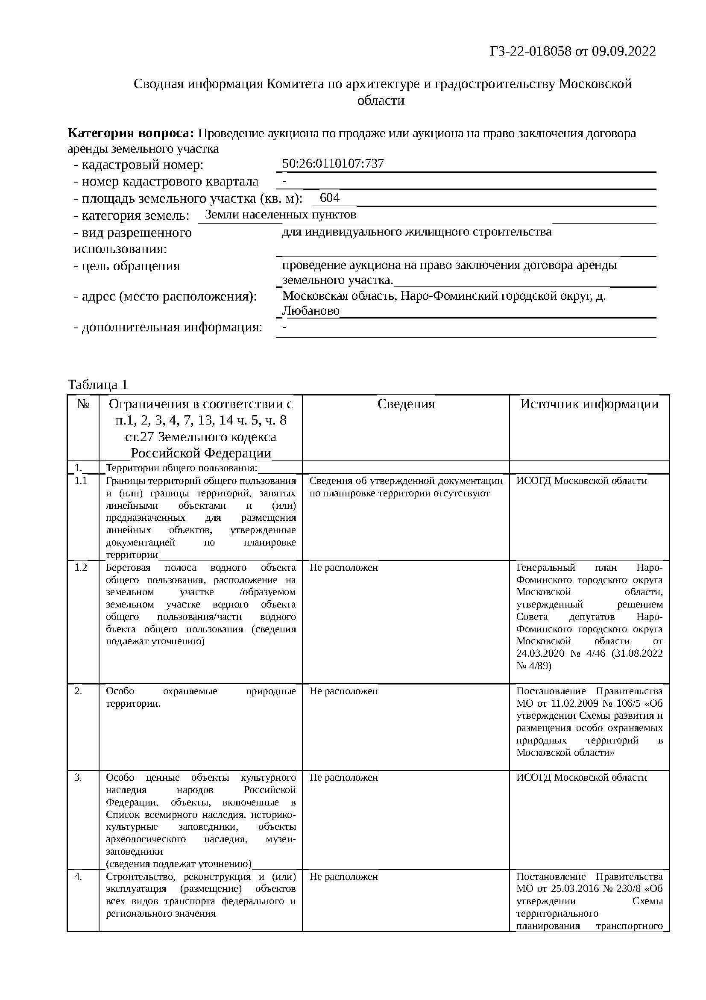 ГЗ-22-018058 от 09.09.2022
Сводная информация Комитета по архитектуре и градостроительству Московской
области
Категория вопроса: Проведение аукциона по продаже или аукциона на право заключения договора
аренды земельного участка
- кадастровый номер: 50:26:0110107:737
- номер кадастрового квартала -
- площадь земельного участка (кв. м): 604
- категория земель: Земли населенных пунктов
- вид разрешенного
использования:
для индивидуального жилищного строительства
- цель обращения
проведение аукциона на право заключения договора аренды
земельного участка.
- адрес (место расположения):
Московская область, Наро-Фоминский городской округ, д.
Любаново
- дополнительная информация: -
Таблица 1
№
Ограничения в соответствии с
п.1, 2, 3, 4, 7, 13, 14 ч. 5, ч. 8
ст.27 Земельного кодекса
Российской Федерации
Сведения
Источник информации
1.
Территории общего пользования:
1.1
Границы территорий общего пользования
и (или) границы территорий, занятых
линейными объектами и (или)
предназначенных для размещения
линейных объектов, утвержденные
документацией по планировке
территории
Сведения об утвержденной документации
по планировке территории отсутствуют
ИСОГД Московской области
1.2
Береговая полоса водного объекта
общего пользования, расположение на
земельном участке /образуемом
земельном участке водного объекта
общего пользования/части водного
бъекта общего пользования (сведения
подлежат уточнению)
Не расположен
Генеральный план Наро-
Фоминского городского округа
Московской области,
утвержденный решением
Совета депутатов Наро-
Фоминского городского округа
Московской области от
24.03.2020 № 4/46 (31.08.2022
№ 4/89)
2.
Особо охраняемые природные
территории.
Не расположен
Постановление Правительства
МО от 11.02.2009 № 106/5 «Об
утверждении Схемы развития и
размещения особо охраняемых
природных территорий в
Московской области»
3.
Особо ценные объекты культурного
наследия народов Российской
Федерации, объекты, включенные в
Список всемирного наследия, историко-
культурные заповедники, объекты
археологического наследия, музеи-
заповедники
(сведения подлежат уточнению)
Не расположен
ИСОГД Московской области
4.
Строительство, реконструкция и (или)
эксплуатация (размещение) объектов
всех видов транспорта федерального и
регионального значения
Не расположен
Постановление Правительства
МО от 25.03.2016 № 230/8 «Об
утверждении Схемы
территориального
планирования транспортного